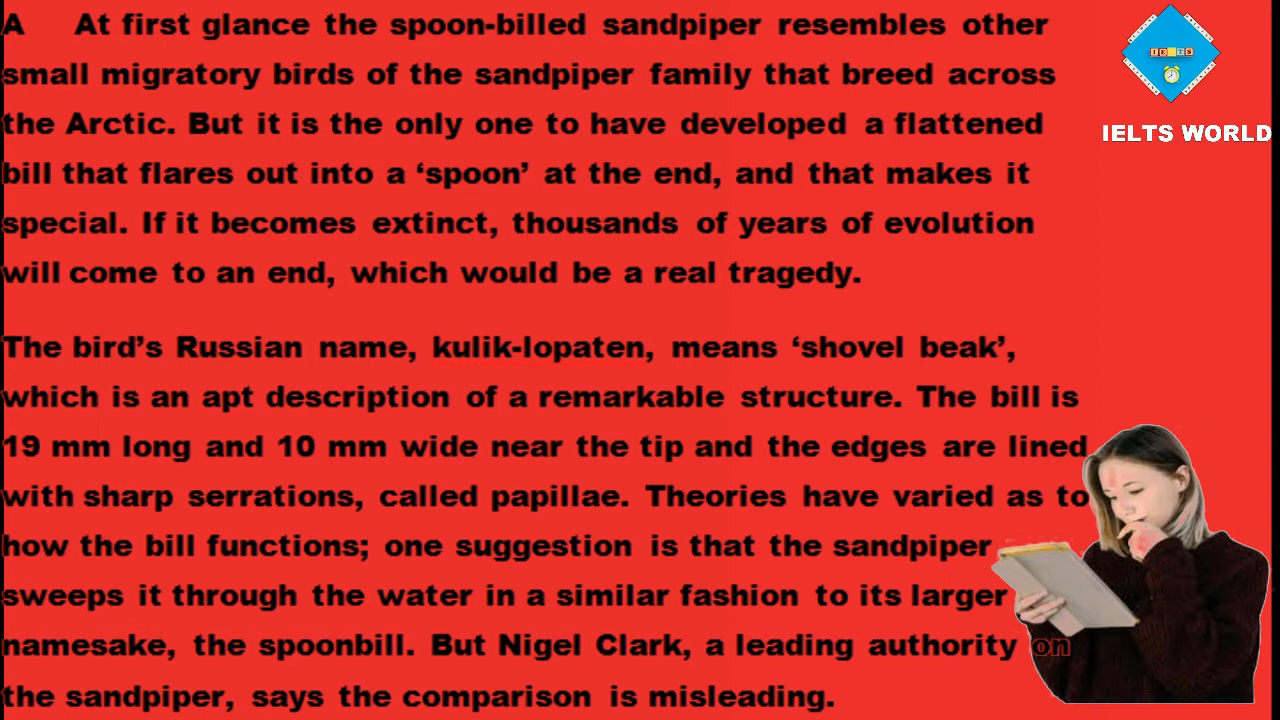 A At first glance the spoon-billed sandpiper resembles other
small migratory birds of the sandpiper family that breed across
the Arctic. But it is the only one to have developed a flattened
bill that flares out into a ‘spoon’ at the end, and that makes it
special. If it becomes extinct, thousands of years of evolution
will come to an end, which would be a real tragedy.
The bird’s Russian name, kulik-lopaten, means ‘shovel beak’,
which is an apt description of a remarkable structure. The bill is
19 mm long and 10 mm wide near the tip and the edges are lined
with sharp serrations, called papillae. Theories have varied as to
how the bill functions; one suggestion is that the sandpiper
sweeps it through the water in a similar fashion to its larger
namesake, the spoonbill. But Nigel Clark, a leading authority on
the sandpiper, says the comparison is misleading.
IELTS
IELTS WORLD